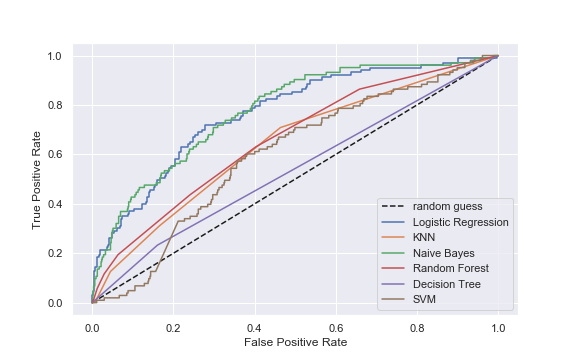 1.0
0.8
0.6
0.4
0.2
0.0
True Positive Rate
0.0 0.2 0.4 0.6 0.8 1.0
False Positive Rate
random guess
Logistic Regression
KNN
Naive Bayes
Random Forest
Decision Tree
SVM